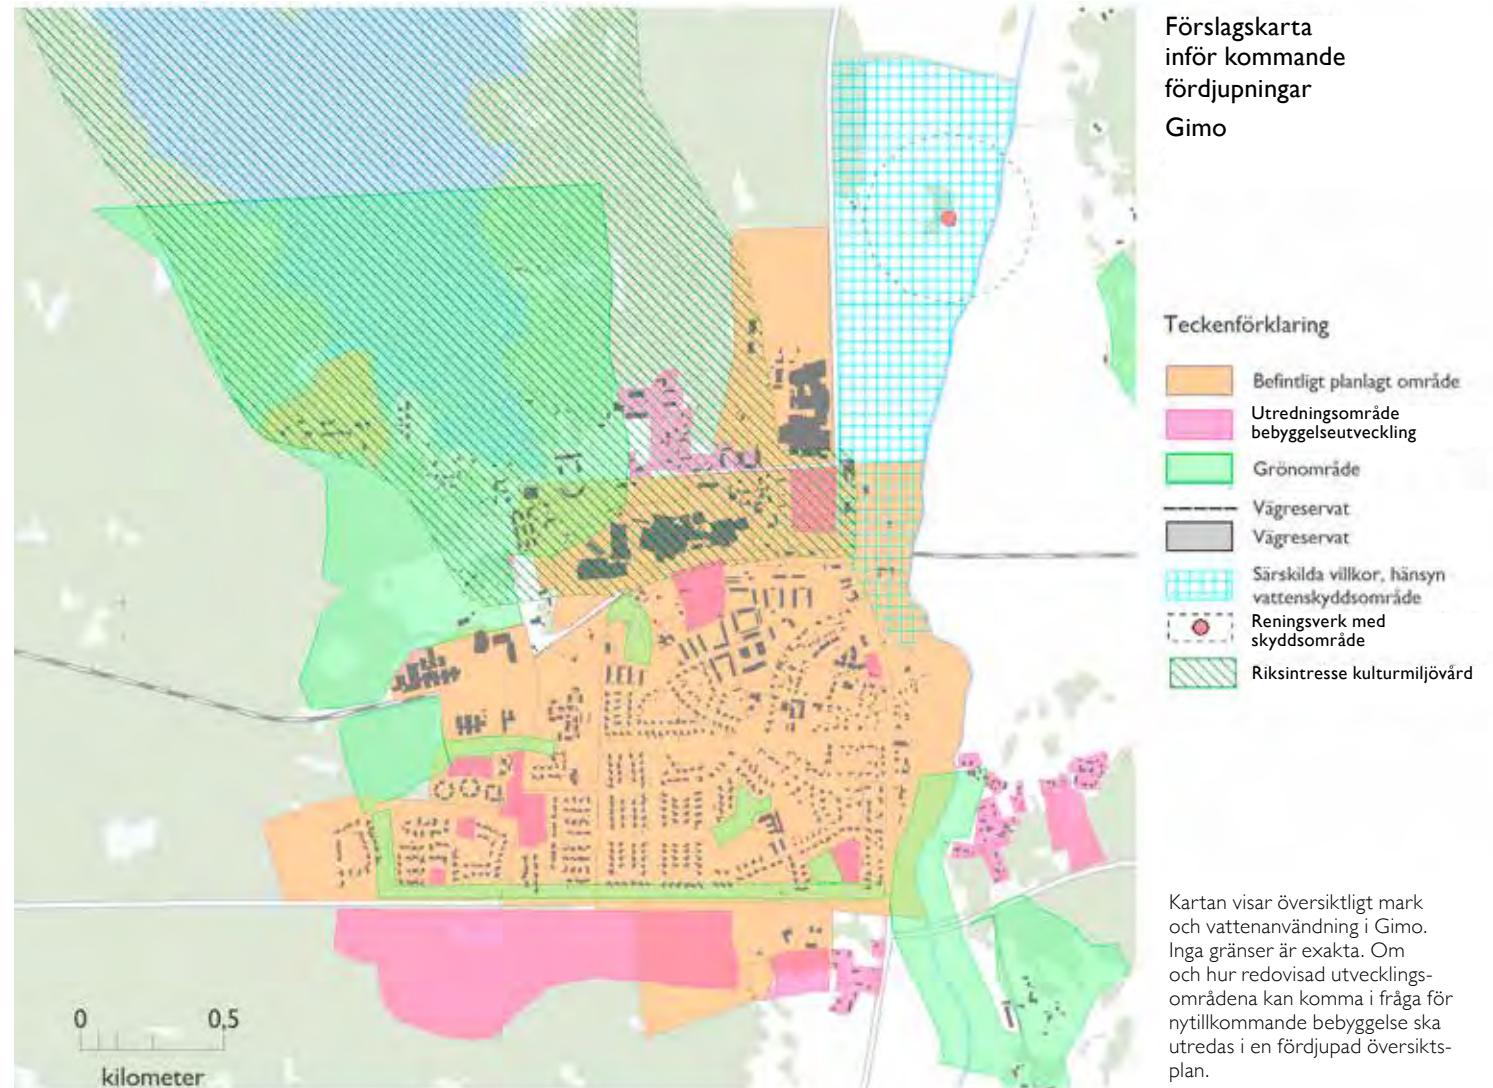 Förslagskarta
inför kommande
fördjupningar
Gimo
Teckenförklaring
Befintligt planlagt område
Utredningsområde
bebyggelseutveckling
Grönområde
Vägreservat
Vägreservat
Särskilda villkor, hänsyn
vattenskyddsområde
Reningsverk med
skyddsområde
Riksintresse kulturmiljövård
Kartan visar översiktligt mark
och vattenanvändning i Gimo.
Inga gränser är exakta. Om
och hur redovisad utvecklings-
områdena kan komma i fråga för
nytillkommande bebyggelse ska
utredas i en fördjupad översikts-
plan.
0 0,5
kilometer